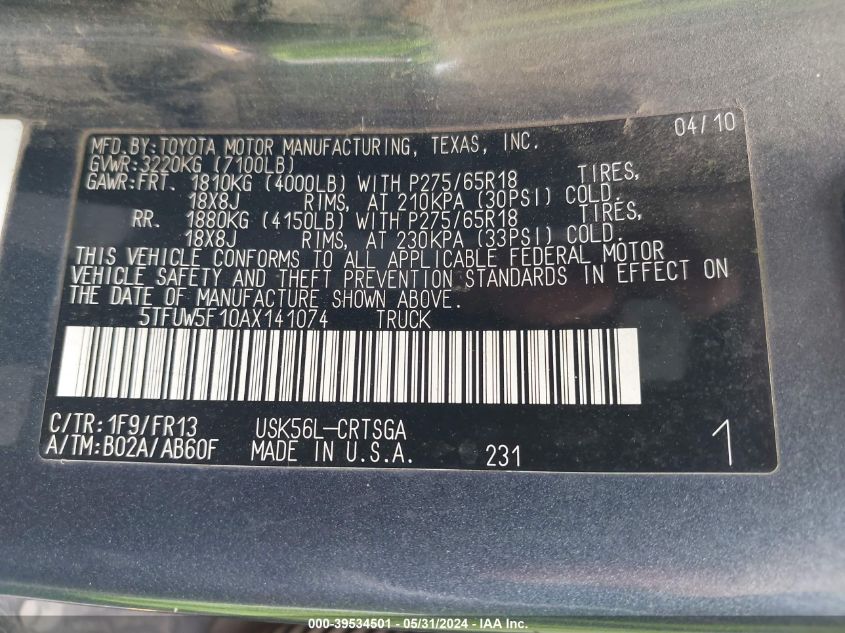 04/10
MFD.BY:TOYOTA MOTOR MANUFACTURING, TEXAS, INC.
GVWR:3220KG (7100LB)
GAWR:FRT. 1810KG (4000LB) WITH P275/65R18 TIRES,
18X8J RIMS, AT 210KPA (30PSI) COLD.
RR. 1880KG (4150LB) WITH P275/65R18 TIRES,
18X8J RIMS, AT 230KPA (33PSI) COLD.
THIS VEHICLE CONFORMS TO ALL APPLICABLE FEDERAL MOTOR
VEHICLE SAFETY AND THEFT PREVENTION STANDARDS IN EFFECT ON
THE DATE OF MANUFACTURE SHOWN ABOVE.
5TFUW5F10AX141074 TRUCK
C/TR:1F9/FR13 USK56L-CRTSGA
A/TM:B02A/AB60F MADE IN U.S.A. 231 1
000-39534501 - 05/31/2024 - IAA Inc.